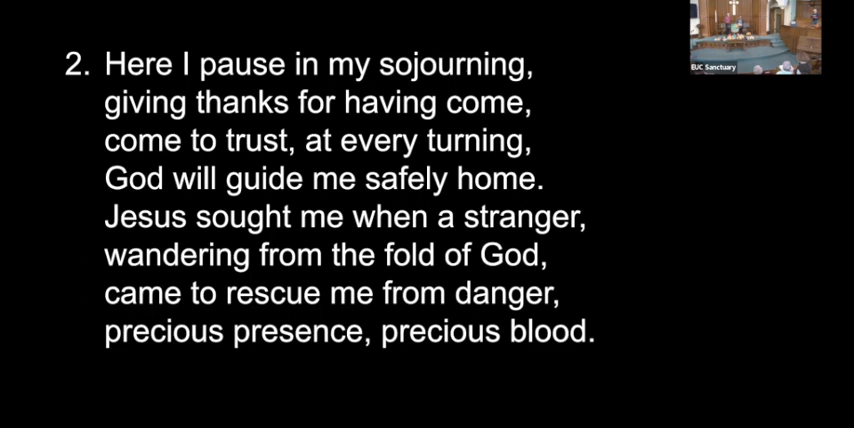 2. Here I pause in my sojourning,
giving thanks for having come,
come to trust, at every turning,
God will guide me safely home.
Jesus sought me when a stranger,
wandering from the fold of God,
came to rescue me from danger,
precious presence, precious blood.
EUC Sanctuary